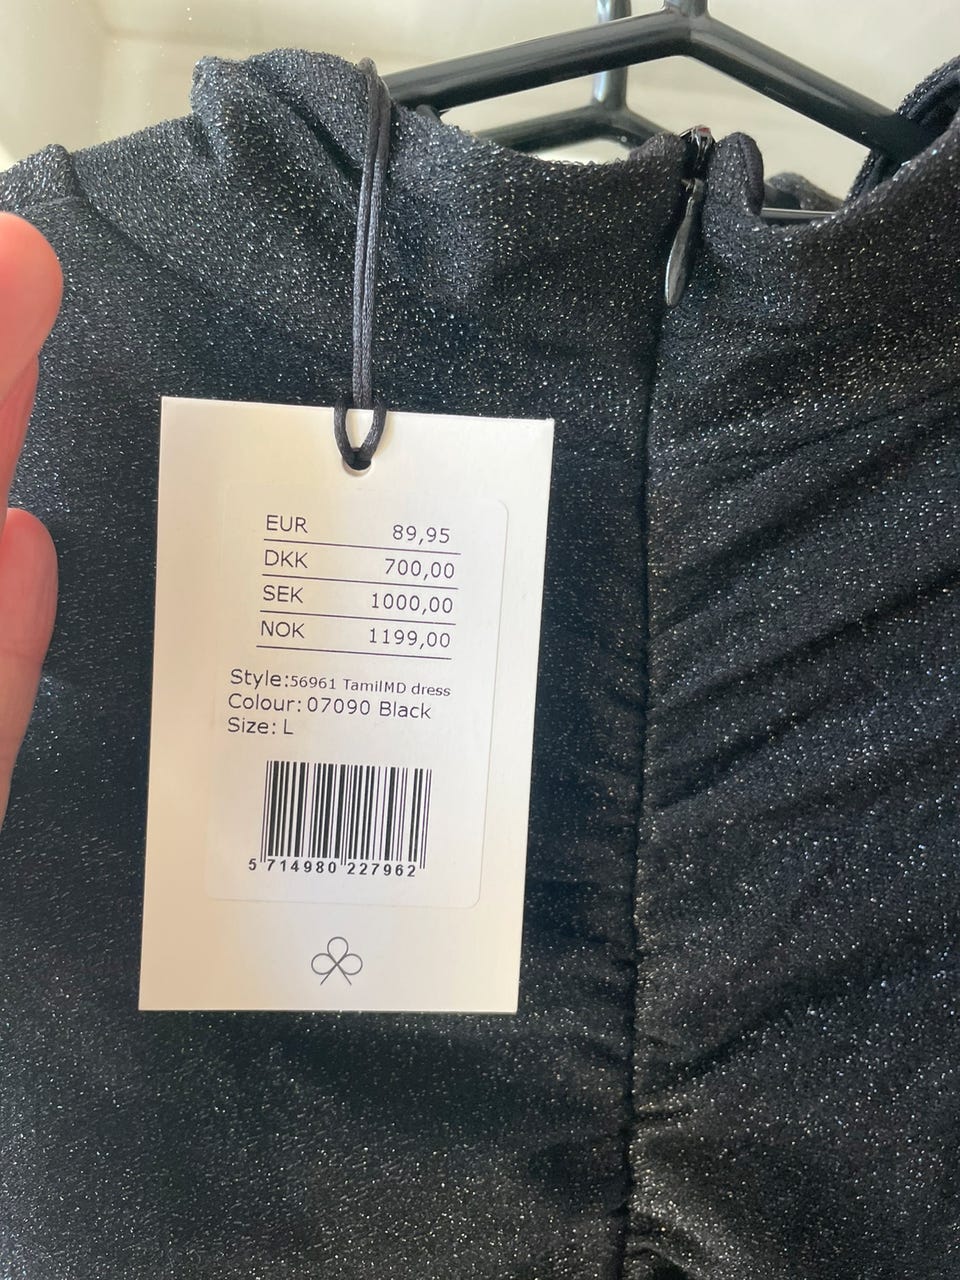 EUR 89,95
DKK 700,00
SEK 1000,00
NOK 1199,00
Style:56961 TamilMD dress
Colour: 07090 Black
Size: L
5 714980 227962